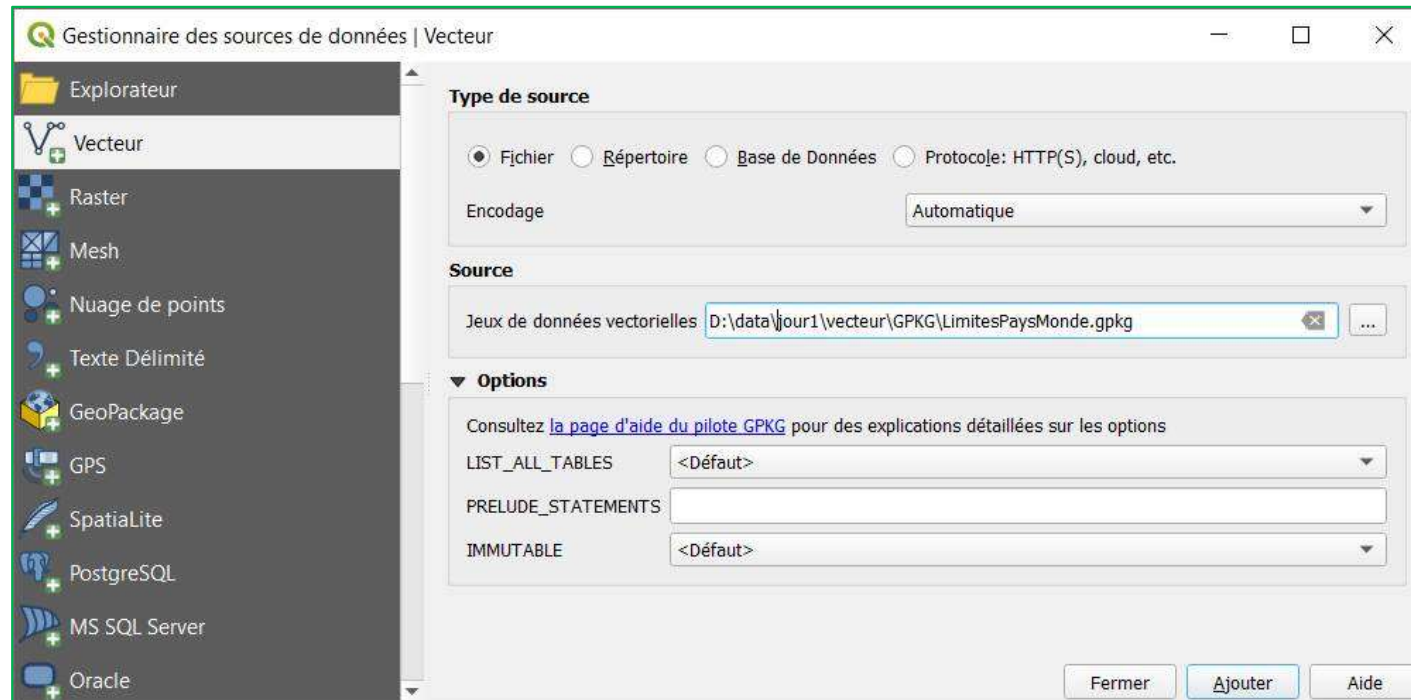 Gestionnaire des sources de données | Vecteur
Explorateur
Vecteur
Raster
Mesh
Nuage de points
Texte Délimité
GeoPackage
GPS
SpatiaLite
PostgreSQL
MS SQL Server
Oracle
Type de source
Fichier Répertoire Base de Données Protocole: HTTP(S), cloud, etc.
Encodage Automatique
Source
Jeux de données vectorielles D:\data\jour1\vecteur\GPKG\LimitesPaysMonde.gpkg ...
Options
Consultez la page d'aide du pilote GPKG pour des explications détaillées sur les options
LIST_ALL_TABLES <Défaut>
PRELUDE_STATEMENTS
IMMUTABLE <Défaut>
Fermer Ajouter Aide